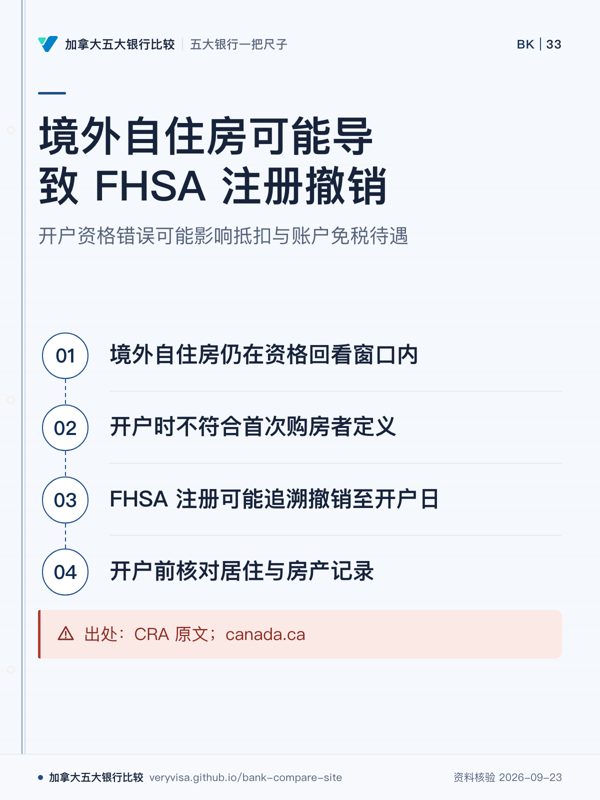 加拿大五大银行比较 | 五大银行一把尺子
BK | 33
境外自住房可能导
致 FHSA 注册撤销
开户资格错误可能影响抵扣与账户免税待遇
01 境外自住房仍在资格回看窗口内
02 开户时不符合首次购房者定义
03 FHSA 注册可能追溯撤销至开户日
04 开户前核对居住与房产记录
出处：CRA 原文；canada.ca
加拿大五大银行比较 veryvisa.github.io/bank-compare-site
资料核验 2026-09-23